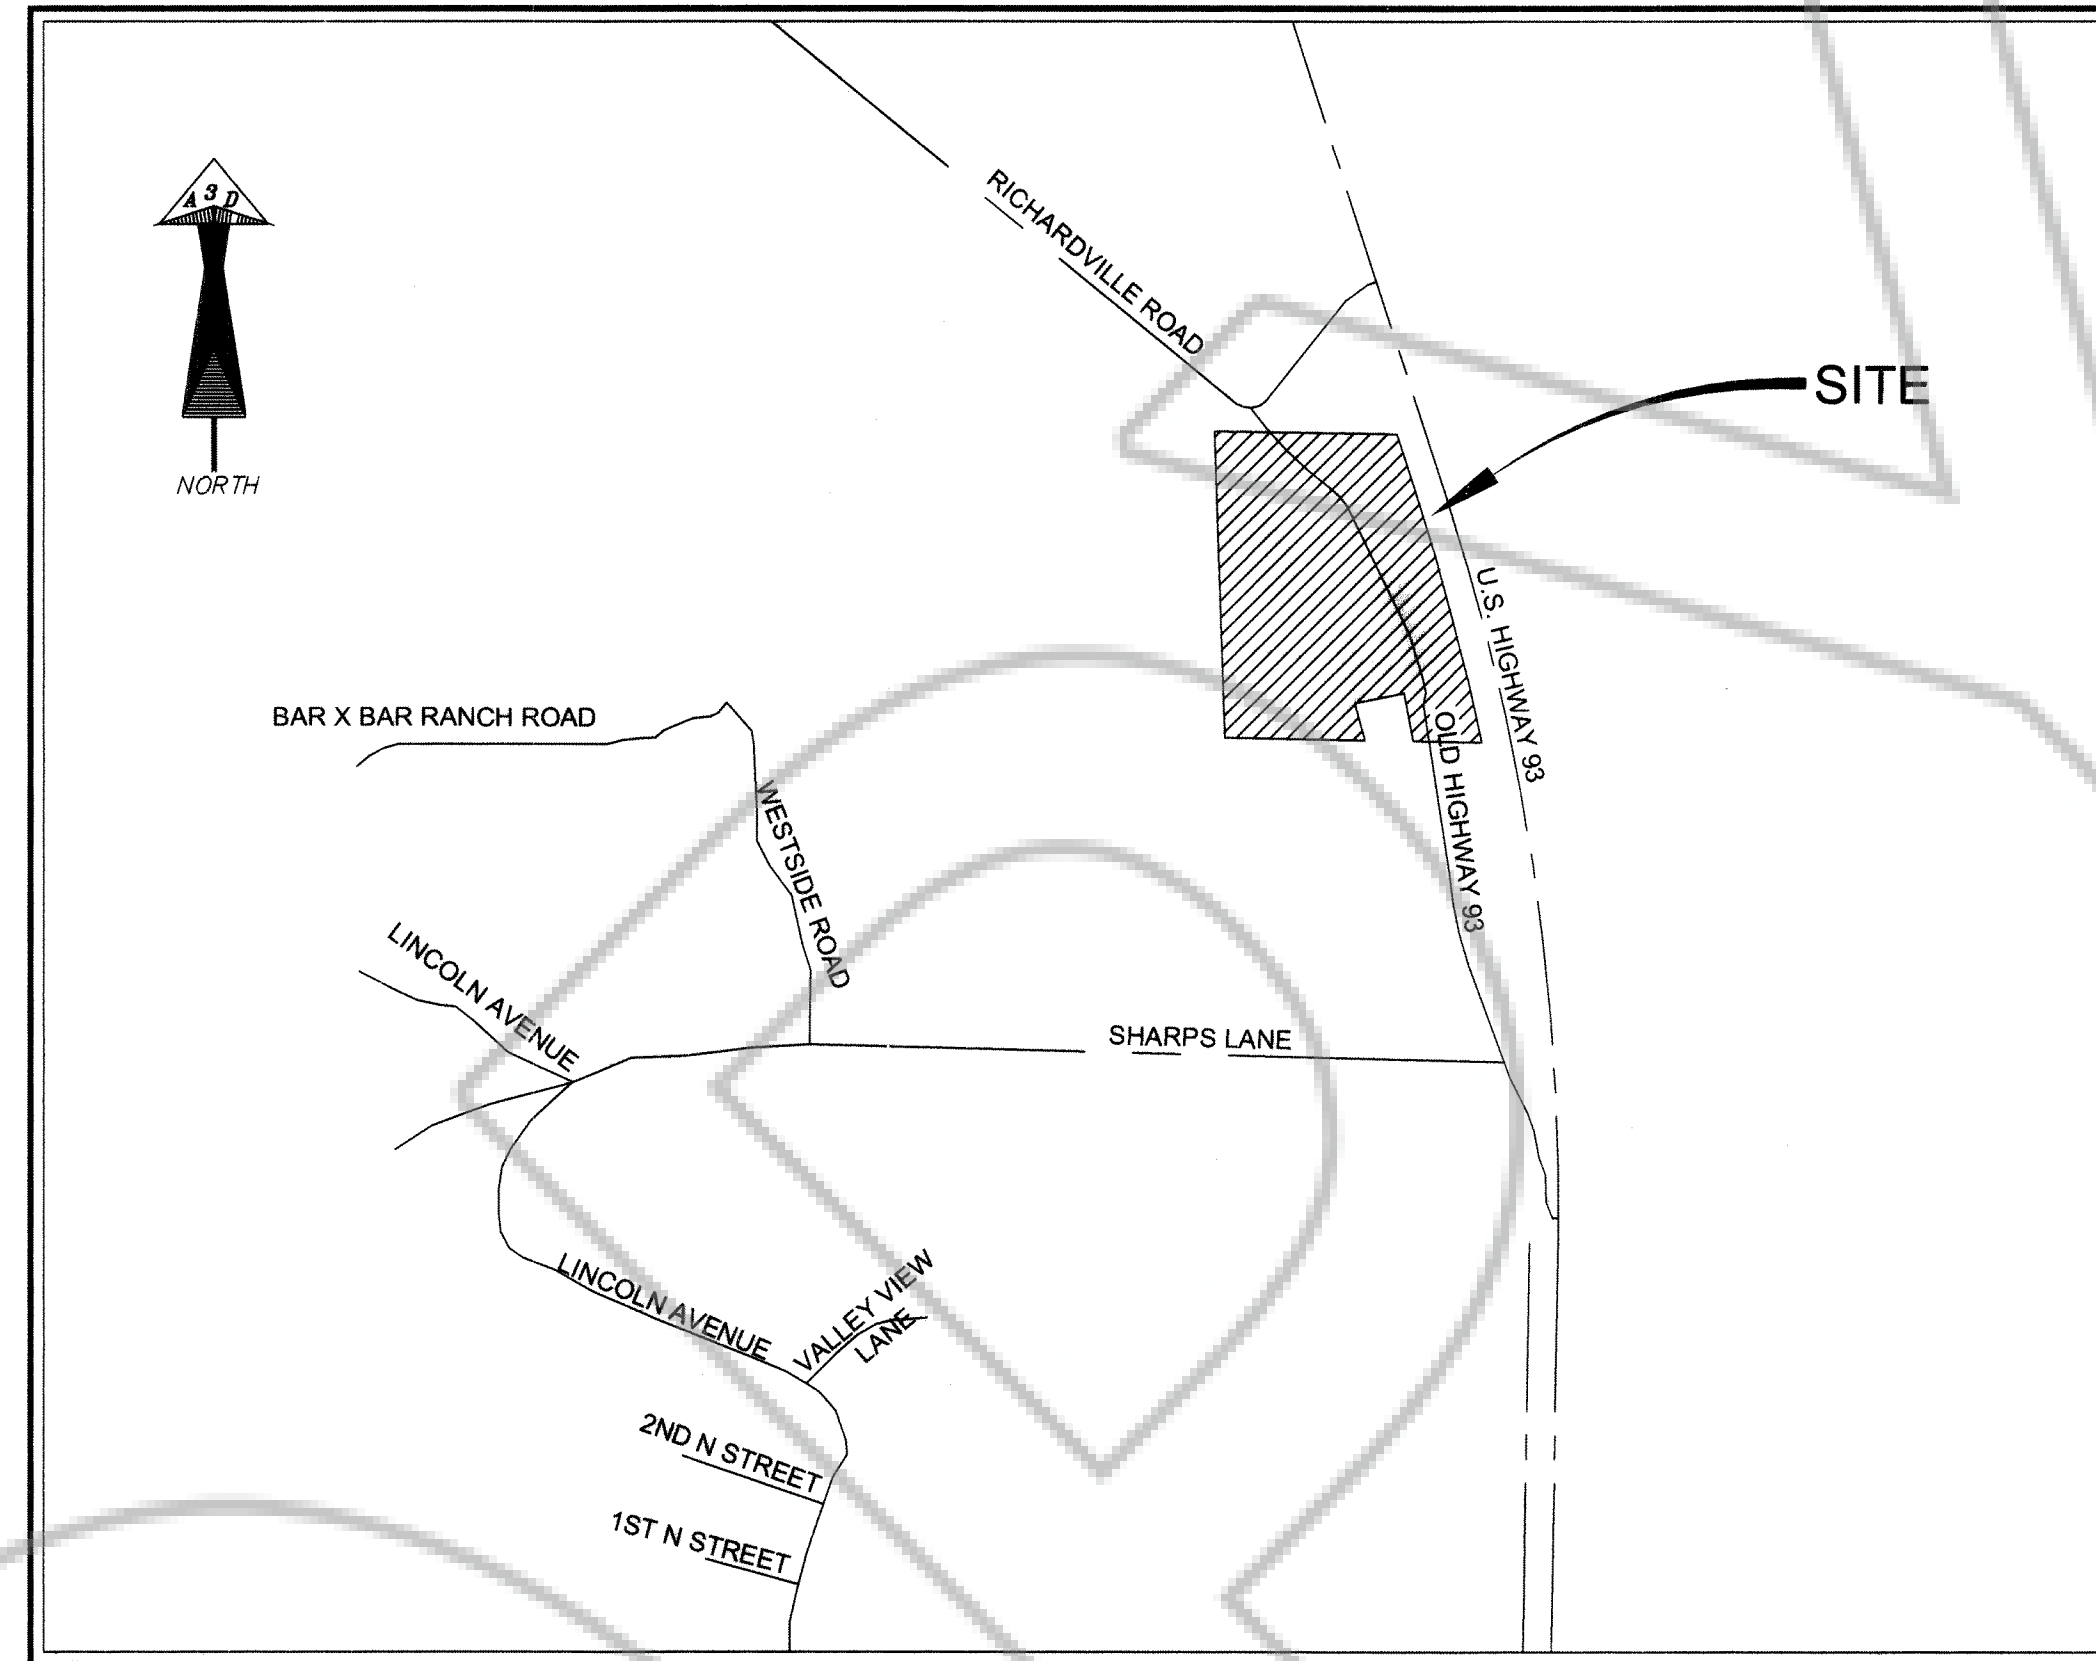 RICHARDVILLE ROAD
A 3 D
NORTH
SITE
U.S. HIGHWAY 93
OLD HIGHWAY 93
BAR X BAR RANCH ROAD
WESTSIDE ROAD
LINCOLN AVENUE
SHARPS LANE
LINCOLN AVENUE
VALLEY VIEW
LANE
2ND N STREET
1ST N STREET